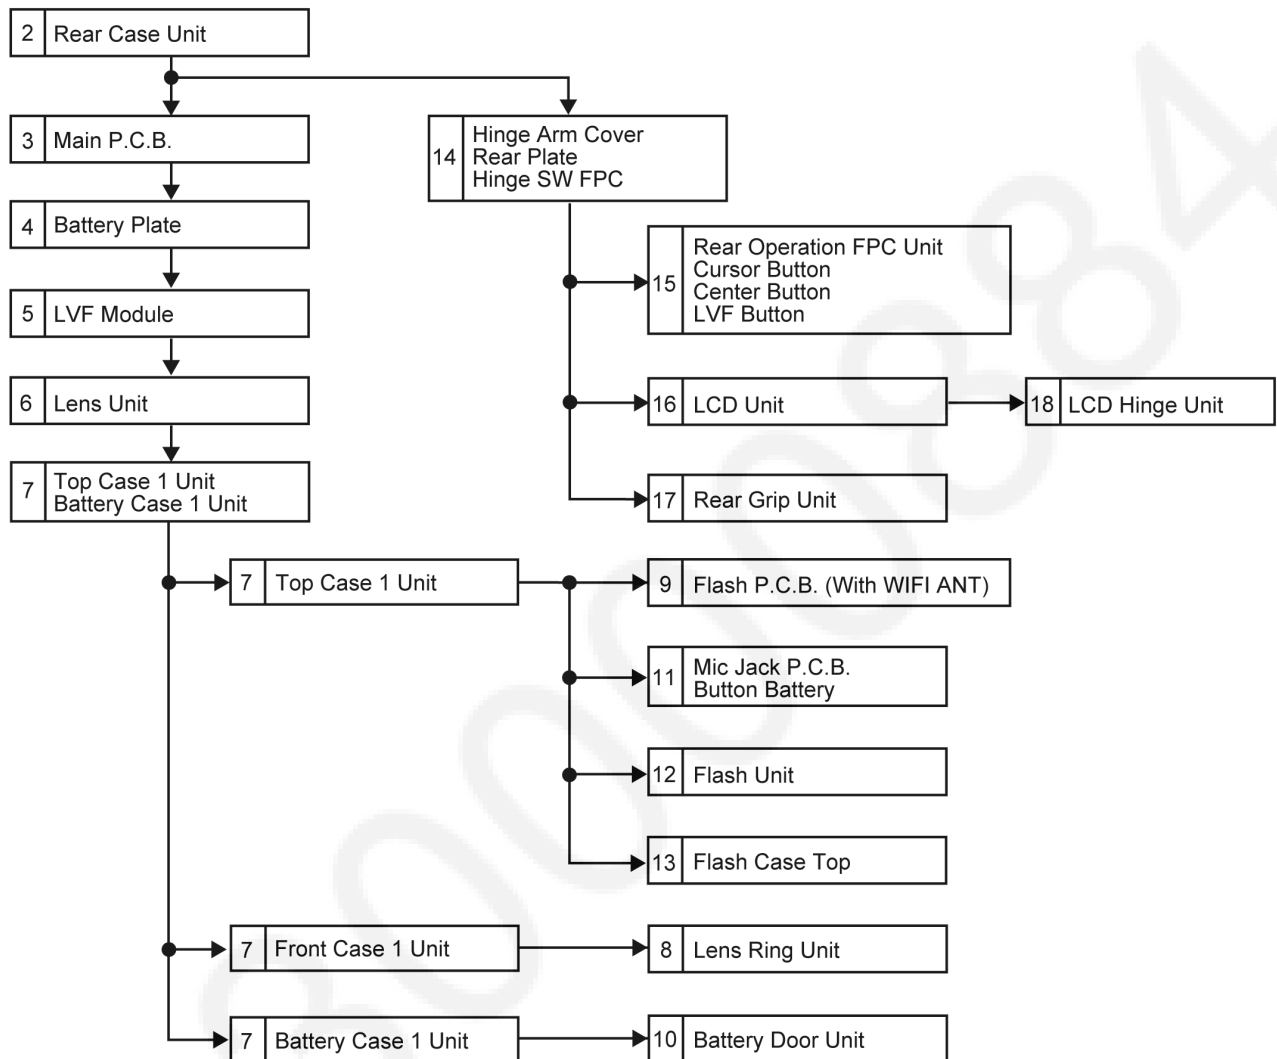 2 Rear Case Unit
3 Main P.C.B.
14 Hinge Arm Cover
Rear Plate
Hinge SW FPC
4 Battery Plate
15 Rear Operation FPC Unit
Cursor Button
Center Button
LVF Button
5 LVF Module
6 Lens Unit
16 LCD Unit
18 LCD Hinge Unit
7 Top Case 1 Unit
Battery Case 1 Unit
17 Rear Grip Unit
7 Top Case 1 Unit
9 Flash P.C.B. (With WIFI ANT)
11 Mic Jack P.C.B.
Button Battery
12 Flash Unit
13 Flash Case Top
7 Front Case 1 Unit
8 Lens Ring Unit
7 Battery Case 1 Unit
10 Battery Door Unit
3000084